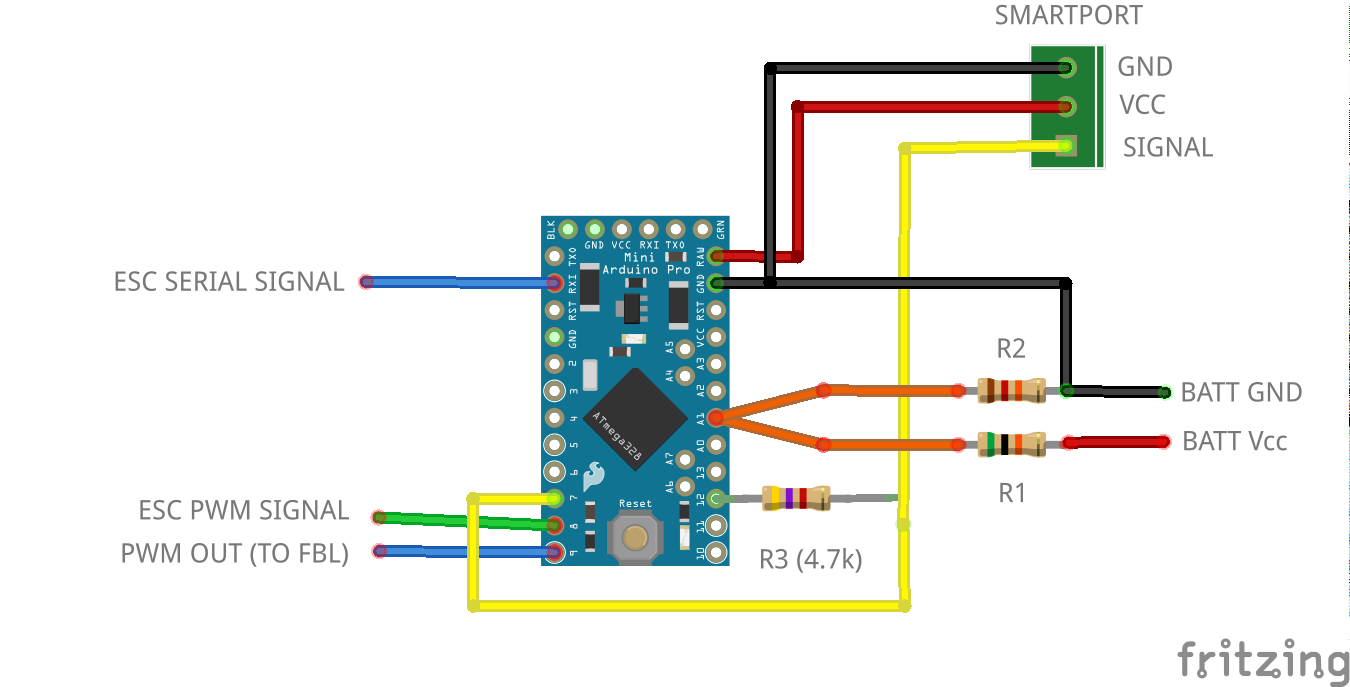 SMARTPORT
GND
VCC
SIGNAL
BLK
GRN
GND VCC RXI TXO
Mini
Arduino Pro
TXO
RXI
RST
GND
2
3
4
5
6
7
8
9
RAW
GND
RST
VCC
A3
A2
A1
A0
13
12
11
10
A5
A4
A7
A6
ATmega328
Reset
ESC SERIAL SIGNAL
R2
BATT GND
BATT Vcc
R1
ESC PWM SIGNAL
PWM OUT (TO FBL)
R3 (4.7k)
fritzing